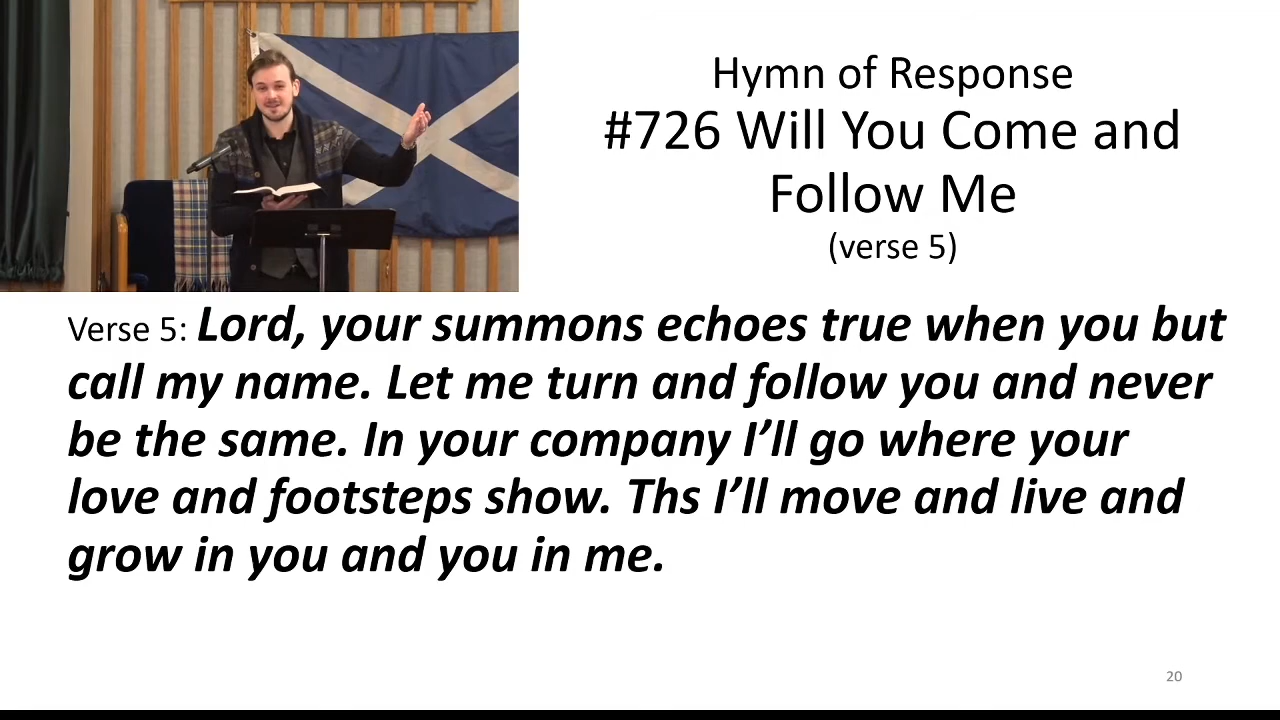 Hymn of Response
#726 Will You Come and
Follow Me
(verse 5)
Verse 5: Lord, your summons echoes true when you but
call my name. Let me turn and follow you and never
be the same. In your company I’ll go where your
love and footsteps show. Ths I’ll move and live and
grow in you and you in me.
20